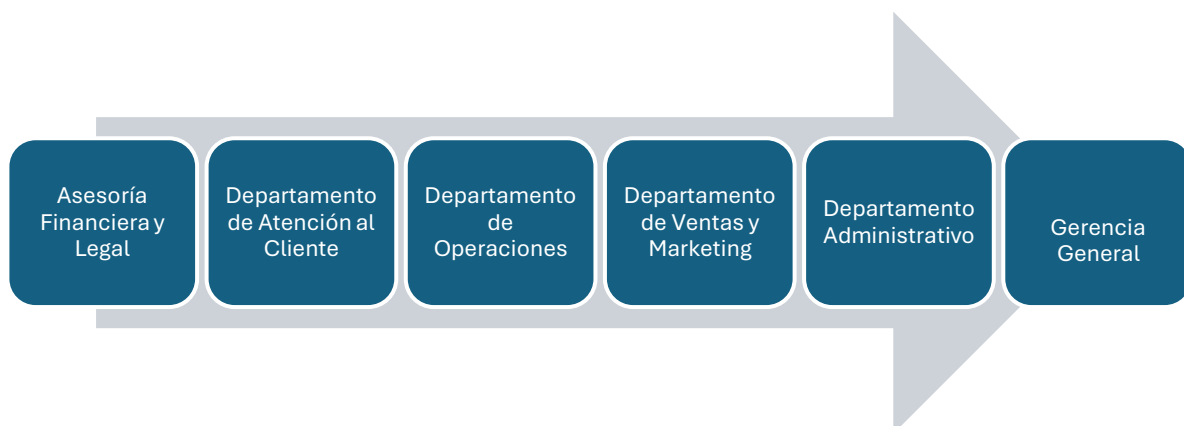 Asesoría
Financiera y
Legal
Departamento
de Atención al
Cliente
Departamento
de
Operaciones
Departamento
de Ventas y
Marketing
Departamento
Administrativo
Gerencia
General